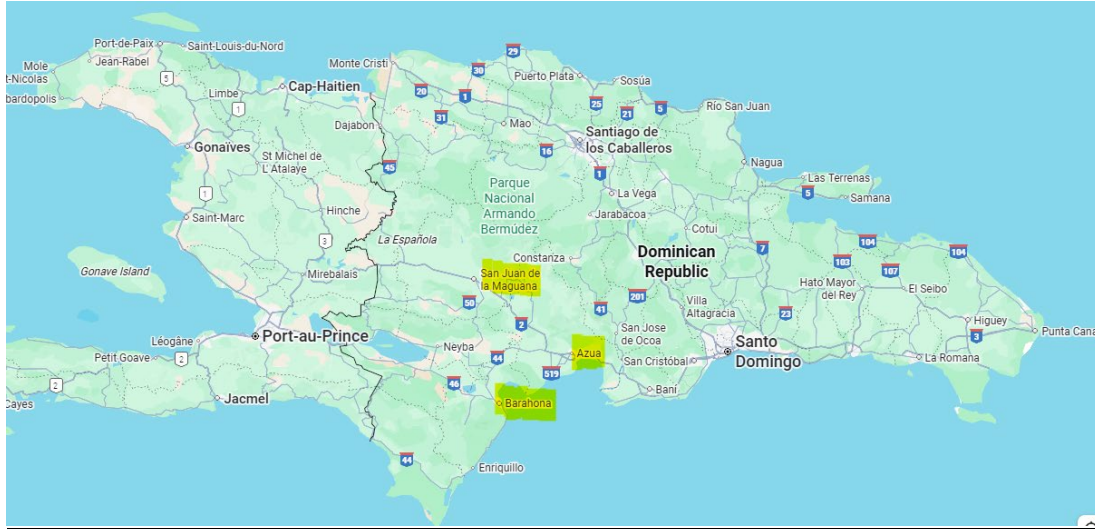 Port-de-Paix
Saint-Louis-du-Nord
Mole
t-Nicolas
Jean-Rabel
bardopolis
5
Limbe
Cap-Haitien
1
Monte Cristi
29
30
20
1
31
Puerto Plata
Sosúa
25
21
5
Río San Juan
Dajabon
Mao
Santiago de
los Caballeros
Gonaïves
St Michel de
L'Atalaye
45
16
1
Nagua
Las Terrenas
5
Samana
1
Hinche
Parque
Nacional
Armando
Bermúdez
La Vega
Jarabacoa
Saint-Marc
3
La Española
Cotuí
Constanza
Dominican
Republic
7
104
103
107
104
Gonave Island
Mirebalais
San Juan de
la Maguana
50
2
41
201
Villa
Altagracia
Hato Mayor
del Rey
El Seibo
23
Higuey
3
Punta Cana
Léogâne
Port-au-Prince
Petit Goave
2
2
Neyba
44
San Jose
de Ocoa
Azua
519
San Cristóbal
Santo
Domingo
La Romana
46
Baní
Cayes
Jacmel
Barahona
44
Enriquillo